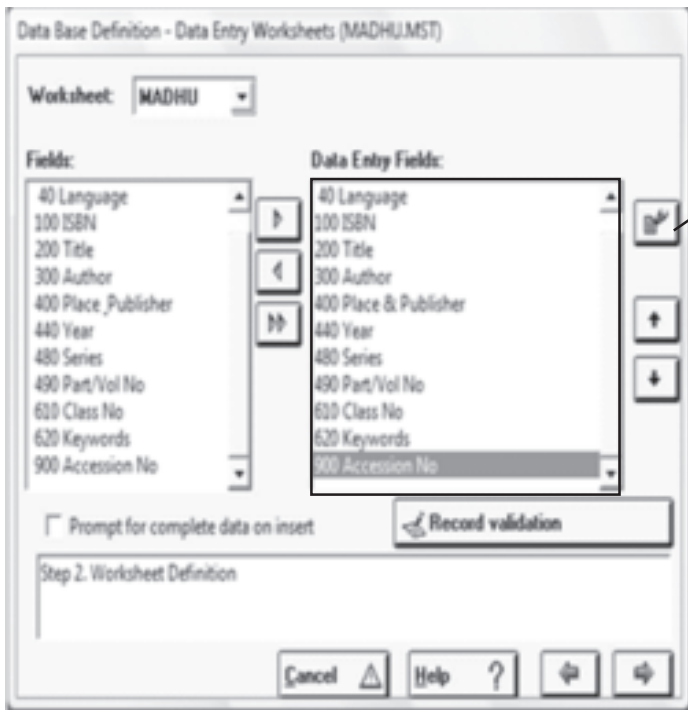 Data Base Definition - Data Entry Worksheets (MADHU.MST)
Worksheet: MADHU
Fields:
40 Language
100 ISBN
200 Title
300 Author
400 Place_Publisher
440 Year
480 Series
490 Part/Vol No
610 Class No
620 Keywords
900 Accession No
Data Entry Fields:
40 Language
100 ISBN
200 Title
300 Author
400 Place & Publisher
440 Year
480 Series
490 Part/Vol No
610 Class No
620 Keywords
900 Accession No
Prompt for complete data on insert
Record validation
Step 2. Worksheet Definition
Cancel
Help ?